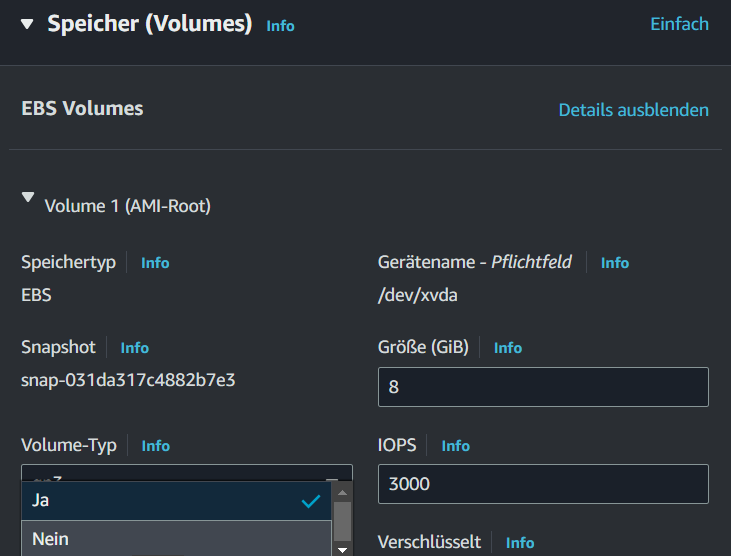 Speicher (Volumes) Info Einfach
EBS Volumes Details ausblenden
Volume 1 (AMI-Root)
Speichertyp Info Gerätename - Pflichtfeld Info
EBS /dev/xvda
Snapshot Info Größe (GiB) Info
snap-031da317c4882b7e3 8
Volume-Typ Info IOPS Info
3000
Ja
Nein
Verschlüsselt Info